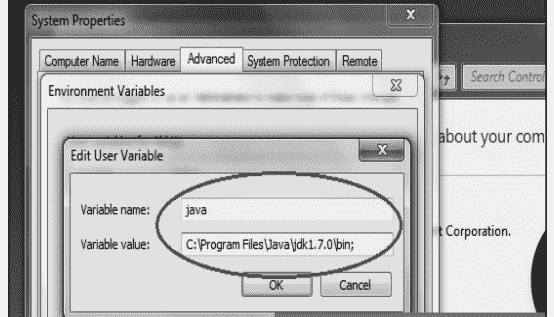 System Properties
X
Computer Name Hardware Advanced System Protection Remote
Search Control
Environment Variables
about your com
Edit User Variable
Variable name: java
t Corporation.
Variable value: C:\Program Files\Java\jdk1.7.0\bin;
OK Cancel